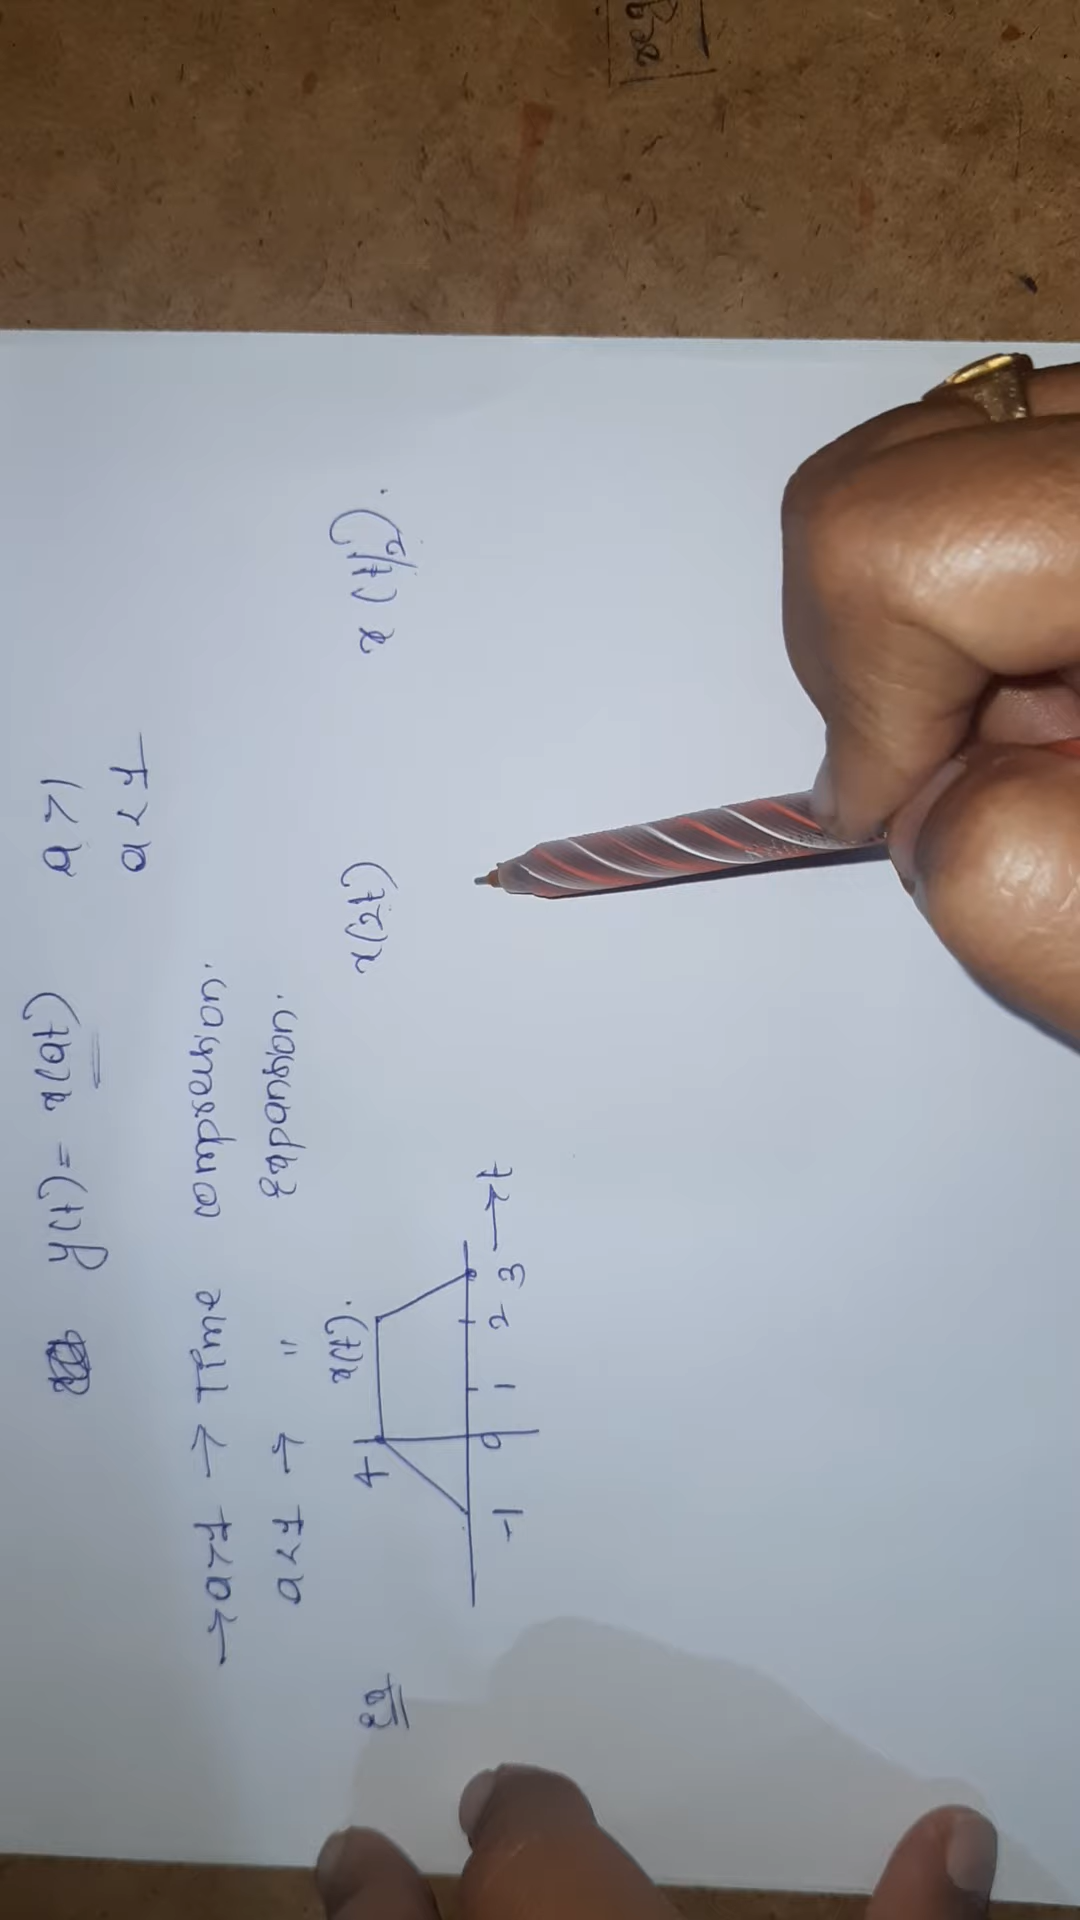 y(t) = x(at) a>1
a<1
→ a>1 → Time compression.
a<1 → " Expansion.
Eg x(t). x(2t) x(t/2).
1
-1 0 1 2 3 → t